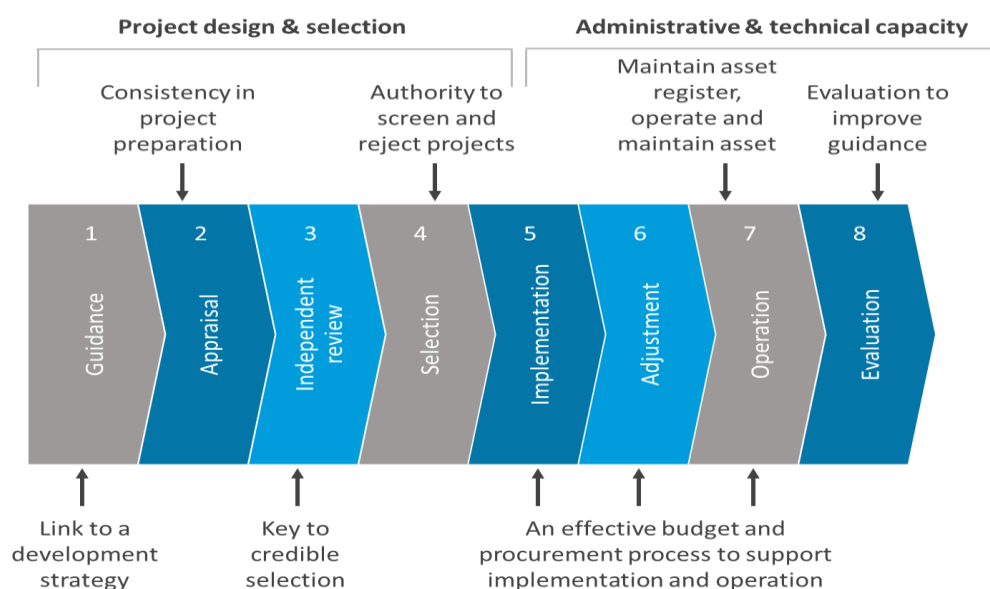 Project design & selection
Administrative & technical capacity
Consistency in
project
preparation
Authority to
screen and
reject projects
Maintain asset
register,
operate and
maintain asset
Evaluation to
improve
guidance
1
2
3
4
5
6
7
8
Guidance
Appraisal
Independent
review
Selection
Implementation
Adjustment
Operation
Evaluation
Link to a
development
strategy
Key to
credible
selection
An effective budget and
procurement process to support
implementation and operation